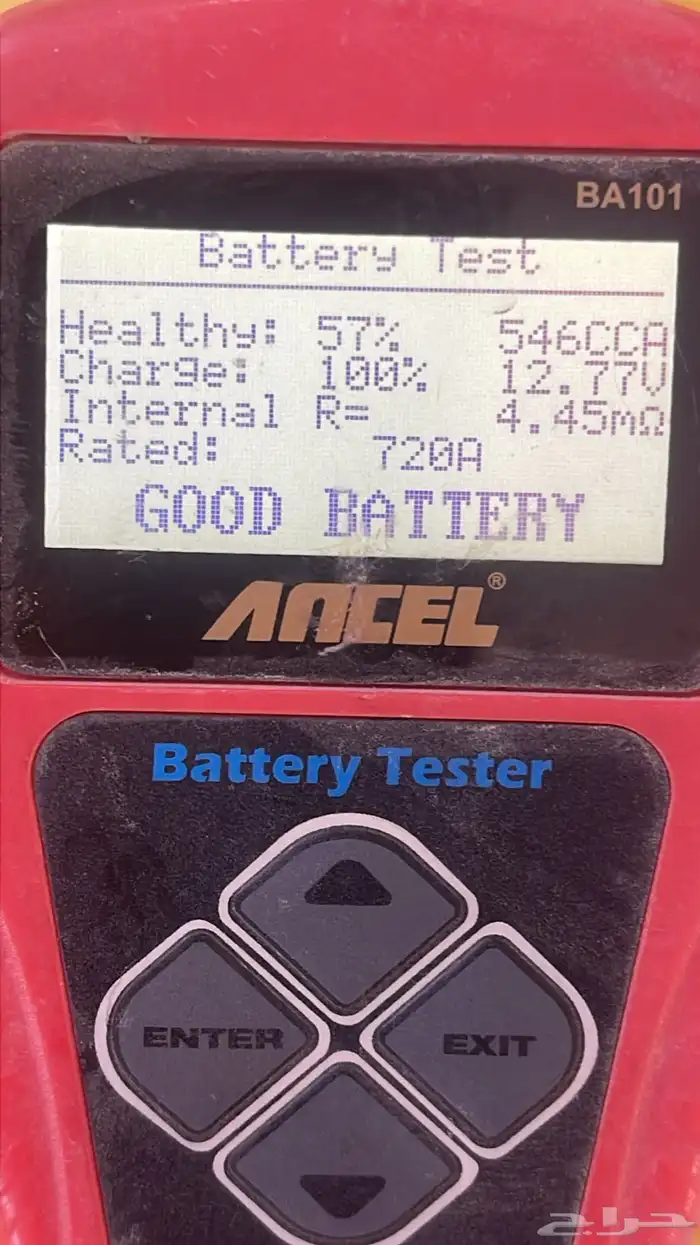 BA101
Battery Test
Healthy: 57% 546CCA
Charge: 100% 12.77V
Internal R= 4.45mΩ
Rated: 720A
GOOD BATTERY
ANCEL®
Battery Tester
ENTER
EXIT
حراج